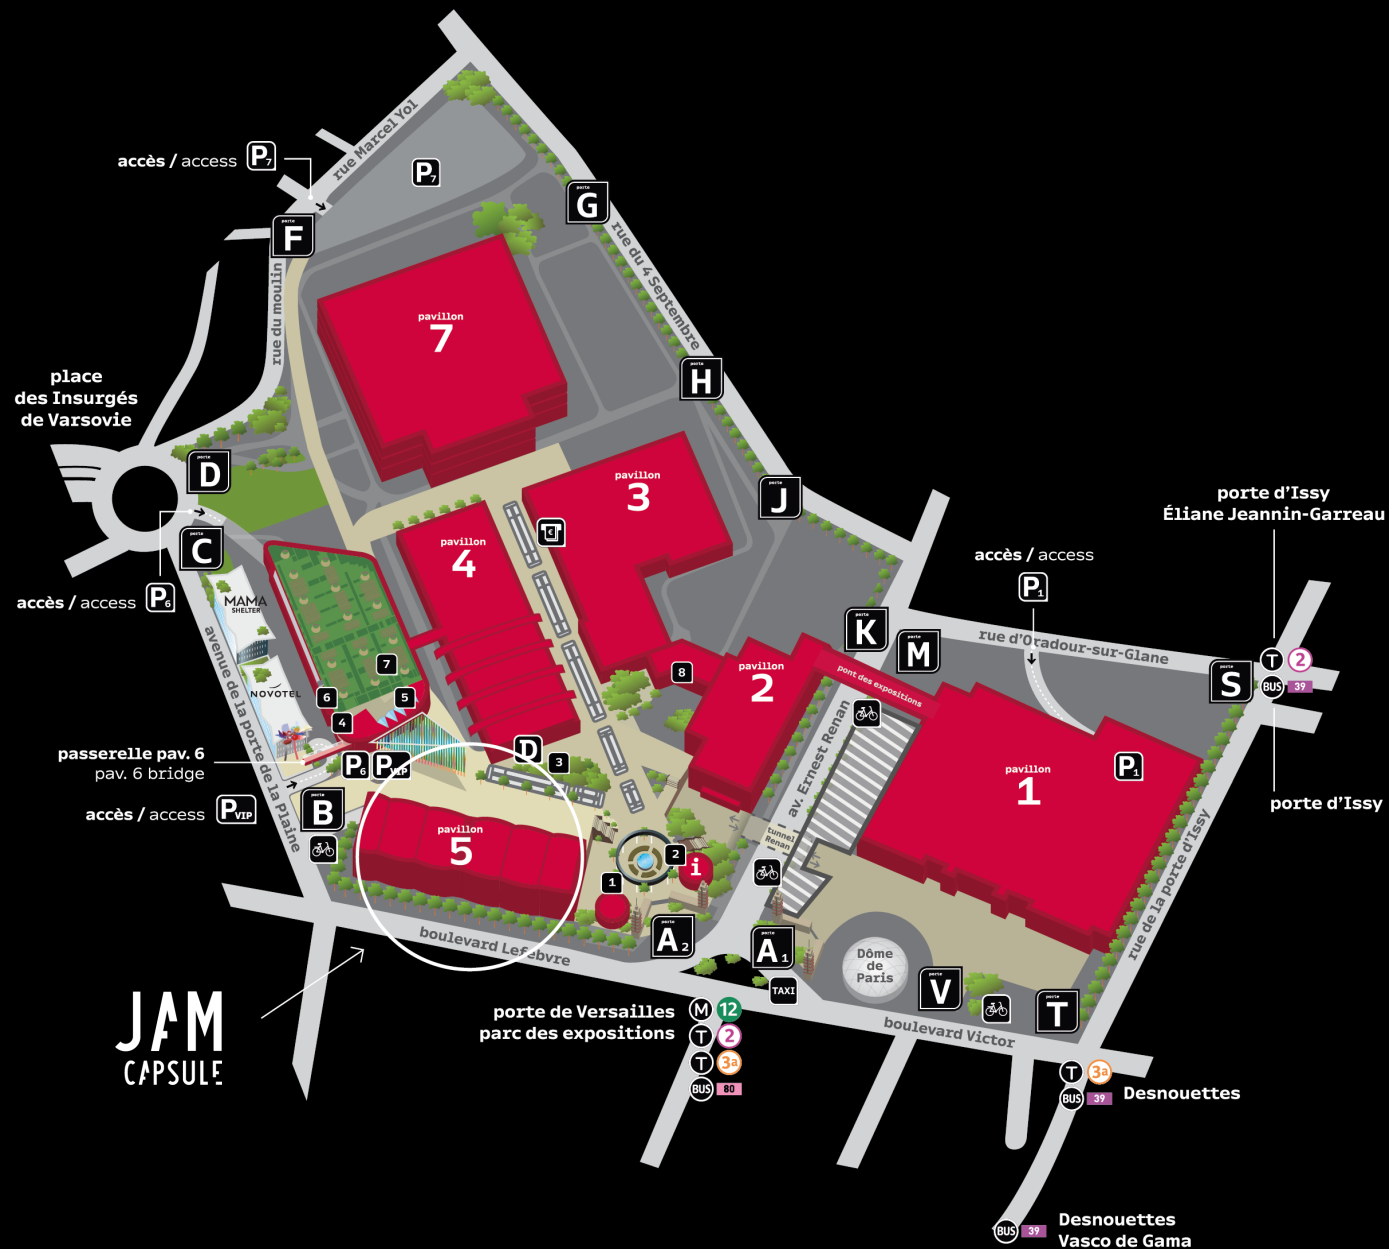 rue Marcel Yol
accès / access P7
P7
porte
G
porte
F
rue du 4 Septembre
rue du moulin
pavillon
7
place
des Insurgés
de Varsovie
porte
H
porte
D
pavillon
3
porte
J
porte d'Issy
Éliane Jeannin-Garreau
€
pavillon
4
porte
C
accès / access
P1
accès / access P6
MAMA
SHELTER
avenue de la porte de la Plaine
porte
K
porte
M
rue d'Oradour-sur-Glane
T 2
BUS 39
porte
S
7
8
pavillon
2
pont des expositions
NOVOTEL
6
5
4
av. Ernest Renan
passerelle pav. 6
pav. 6 bridge
P6
PVIP
D
3
P1
pavillon
1
accès / access PVIP
porte
B
porte d'Issy
rue de la porte d'Issy
pavillon
5
tunnel
Renan
2
i
1
porte
A2
porte
A1
Dôme
de
Paris
boulevard Lefebvre
TAXI
porte
V
porte
T
JAM
CAPSULE
porte de Versailles
parc des expositions
M 12
T 2
T 3a
BUS 80
boulevard Victor
T 3a
BUS 39
Desnouettes
BUS 39
Desnouettes
Vasco de Gama